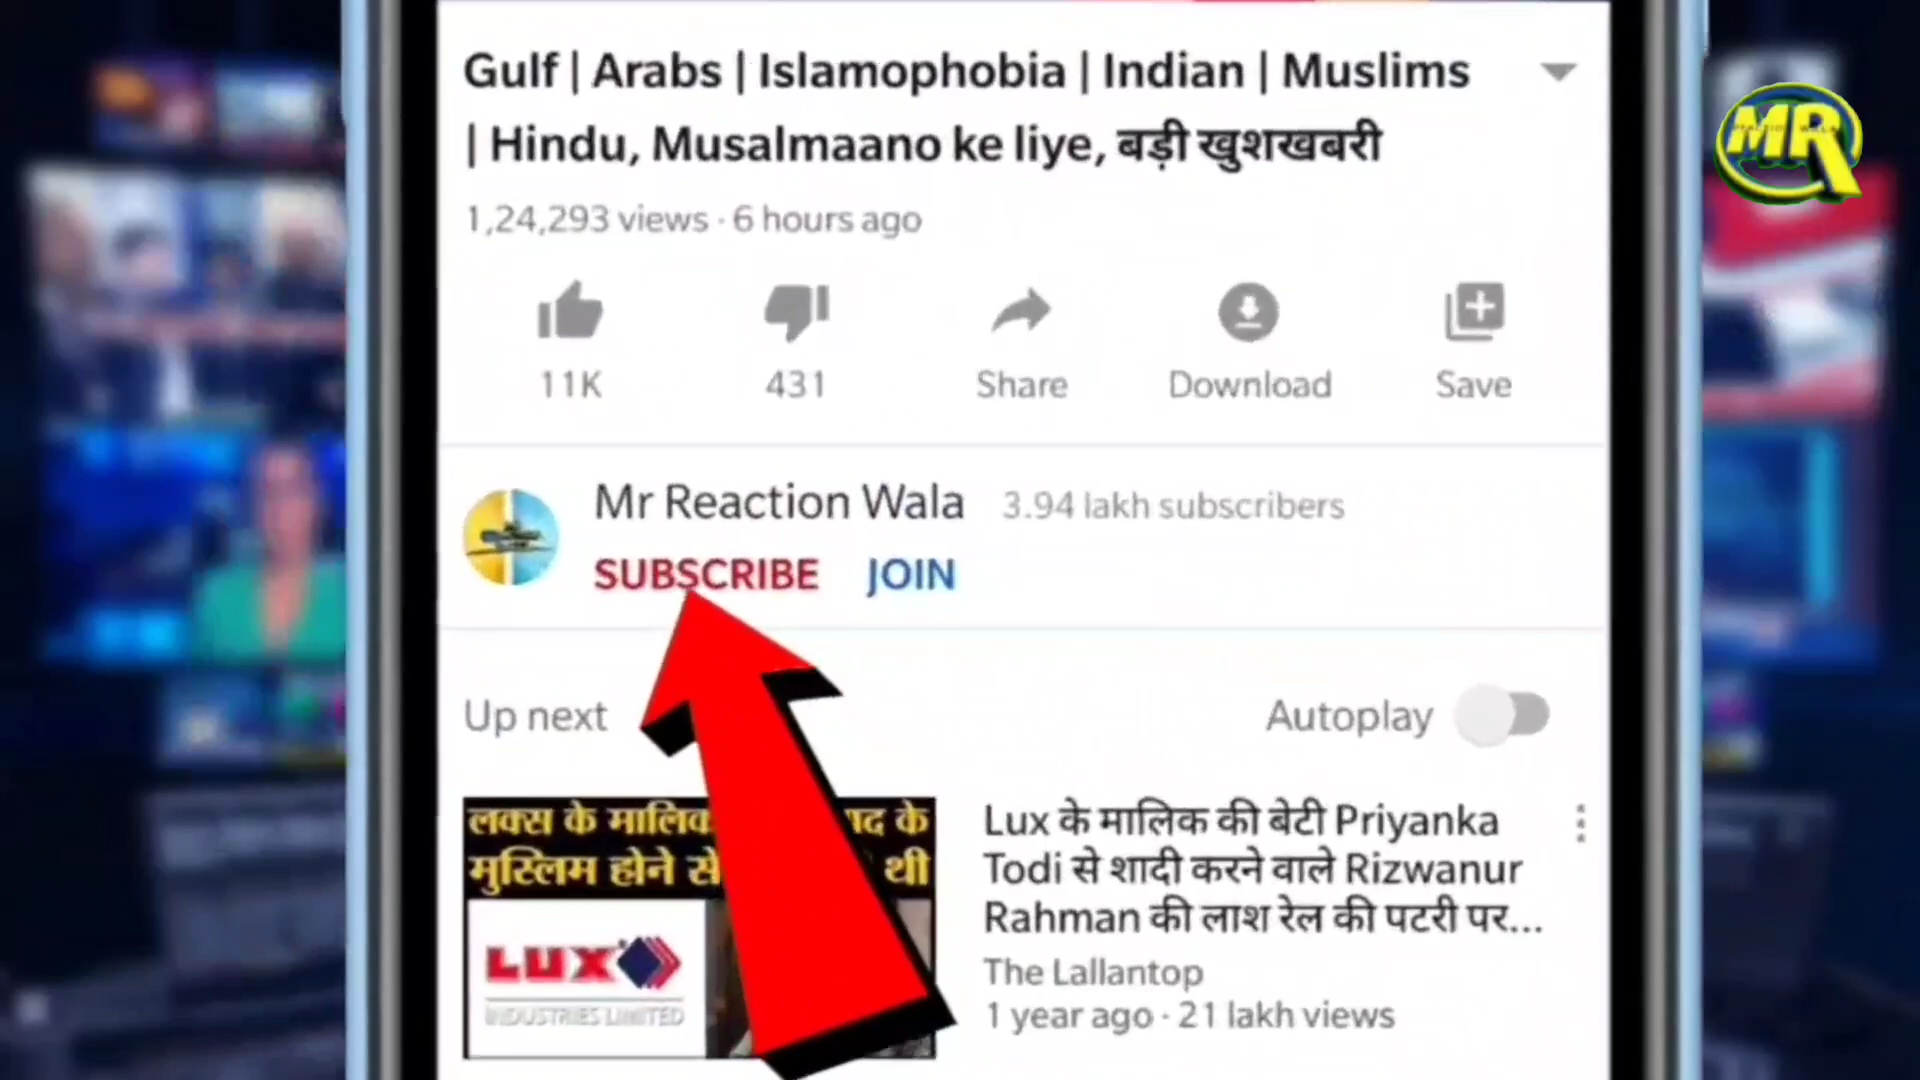 Gulf | Arabs | Islamophobia | Indian | Muslims
| Hindu, Musalmaano ke liye, बड़ी खुशखबरी
MR
1,24,293 views · 6 hours ago
11K
431
Share
Download
Save
Mr Reaction Wala
3.94 lakh subscribers
SUBSCRIBE
JOIN
Up next
Autoplay
लक्स के मालिक के
मुस्लिम होने से थी
LUX
INDUSTRIES LIMITED
Lux के मालिक की बेटी Priyanka
Todi से शादी करने वाले Rizwanur
Rahman की लाश रेल की पटरी पर...
The Lallantop
1 year ago · 21 lakh views